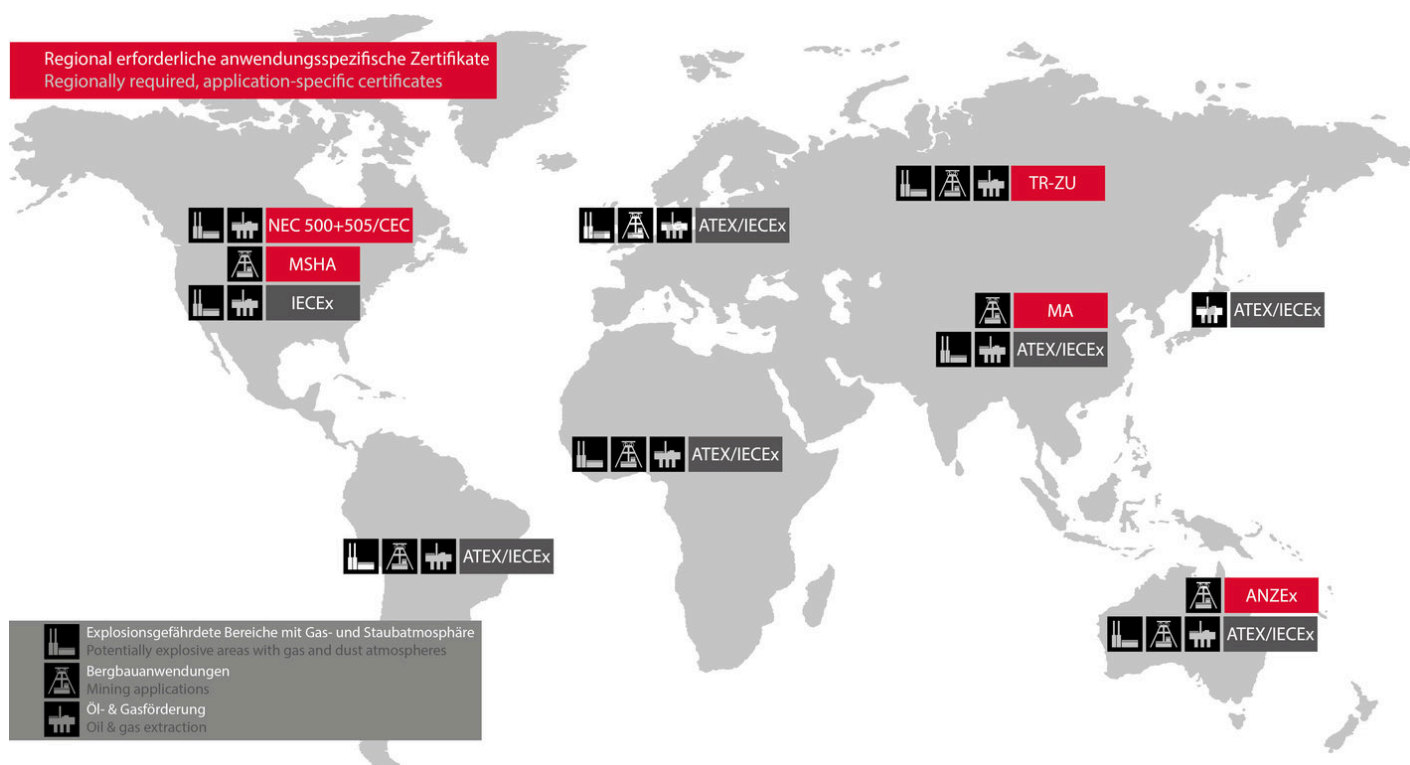 Regional erforderliche anwendungsspezifische Zertifikate
Regionally required, application-specific certificates
TR-ZU
NEC 500+505/CEC
ATEX/IECEx
MSHA
IECEx
MA
ATEX/IECEx
ATEX/IECEx
ATEX/IECEx
ATEX/IECEx
ANZEx
ATEX/IECEx
Explosionsgefährdete Bereiche mit Gas- und Staubatmosphäre
Potentially explosive areas with gas and dust atmospheres
Bergbauanwendungen
Mining applications
Öl- & Gasförderung
Oil & gas extraction